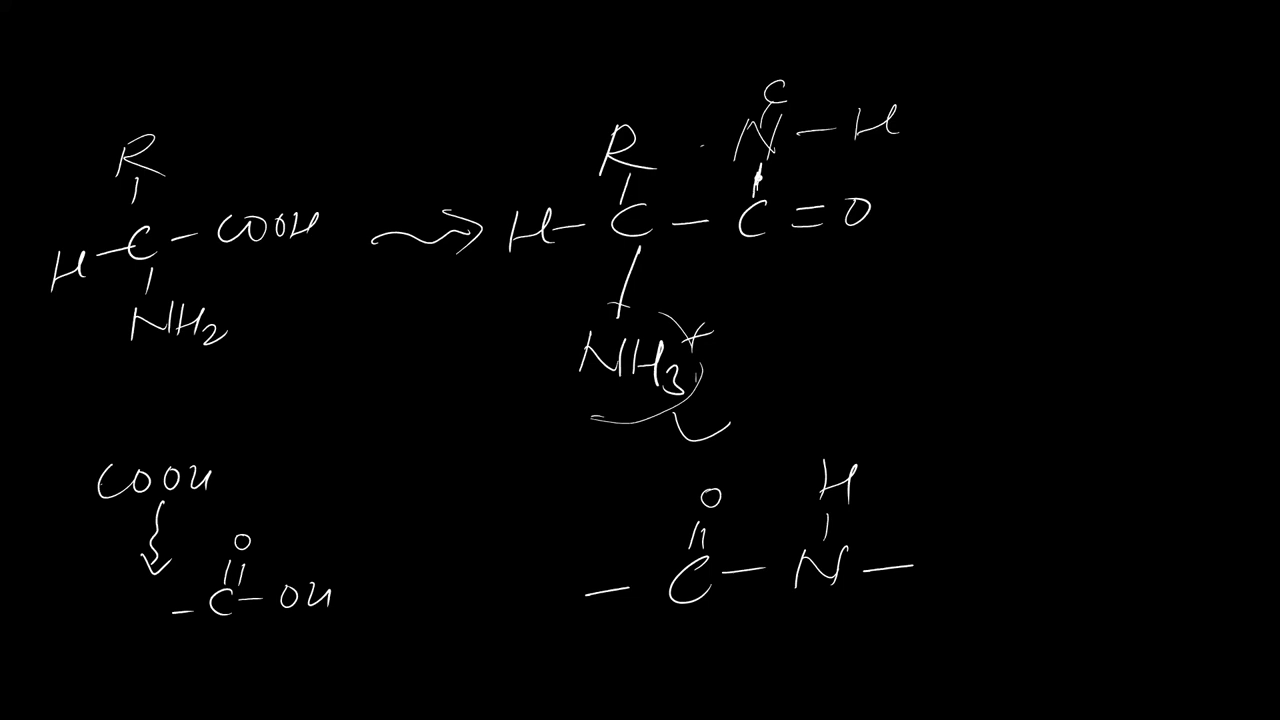 C
R N – H
R
H – C – COOH → H – C – C = O
NH2
NH3 +
COOH
O H
O
– C – N –
– C – OH